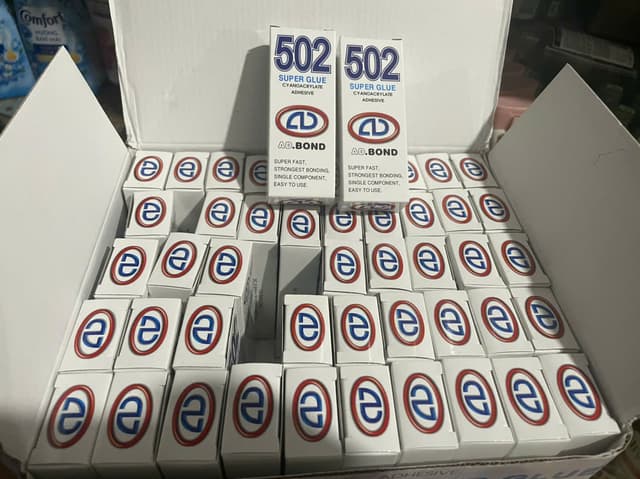 Comfort
502
SUPER GLUE
CYANOACRYLATE
ADHESIVE
AD.BOND
SUPER FAST,
STRONGEST BONDING,
SINGLE COMPONENT,
EASY TO USE.
502
SUPER GLUE
CYANOACRYLATE
ADHESIVE
AD.BOND
SUPER FAST,
STRONGEST BONDING,
SINGLE COMPONENT,
EASY TO USE.
ADHESIVE